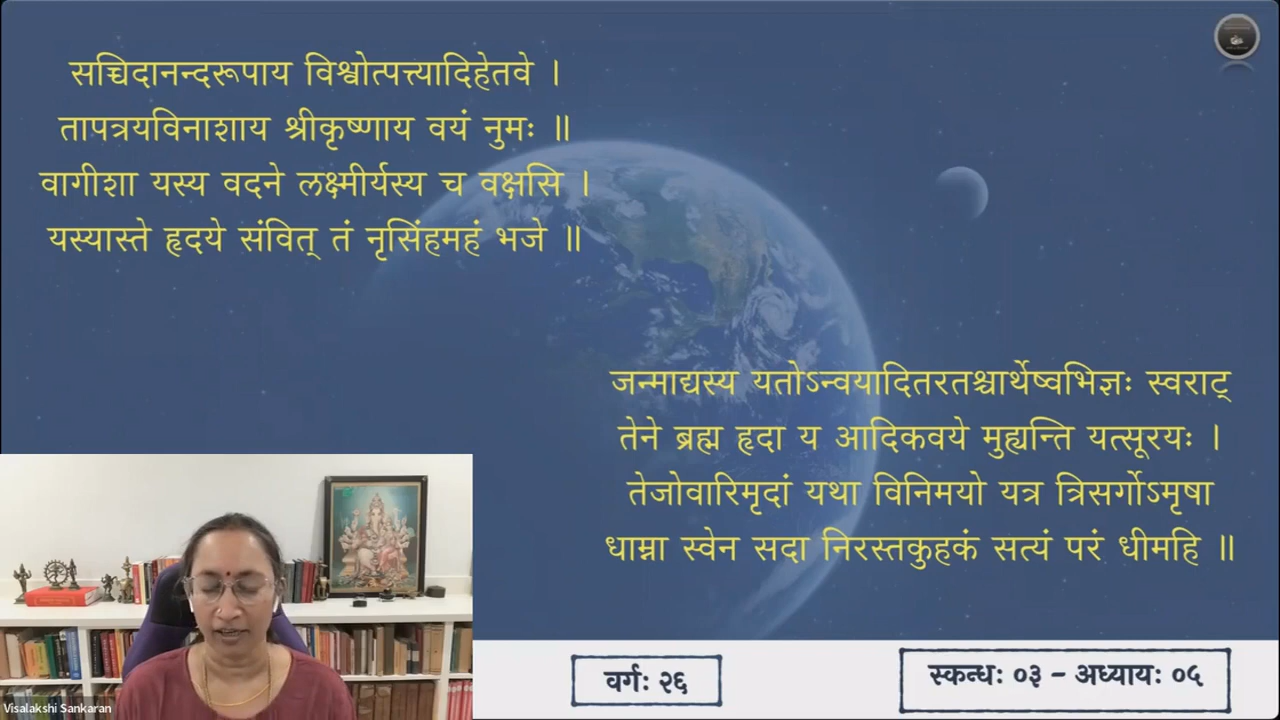 सच्चिदानन्दरूपाय विश्वोत्पत्त्यादिहेतवे ।
तापत्रयविनाशाय श्रीकृष्णाय वयं नुमः ॥
वागीशा यस्य वदने लक्ष्मीर्यस्य च वक्षसि ।
यस्यास्ते हृदये संवित् तं नृसिंहमहं भजे ॥
जन्माद्यस्य यतोऽन्वयादितरतश्चार्थेष्वभिज्ञः स्वराट्
तेने ब्रह्म हृदा य आदिकवये मुह्यन्ति यत्सूरयः ।
तेजोवारिमृदां यथा विनिमयो यत्र त्रिसर्गोऽमृषा
धाम्ना स्वेन सदा निरस्तकुहकं सत्यं परं धीमहि ॥
वर्गः २६
स्कन्धः ०३ - अध्यायः ०५
Visalakshi Sankaran